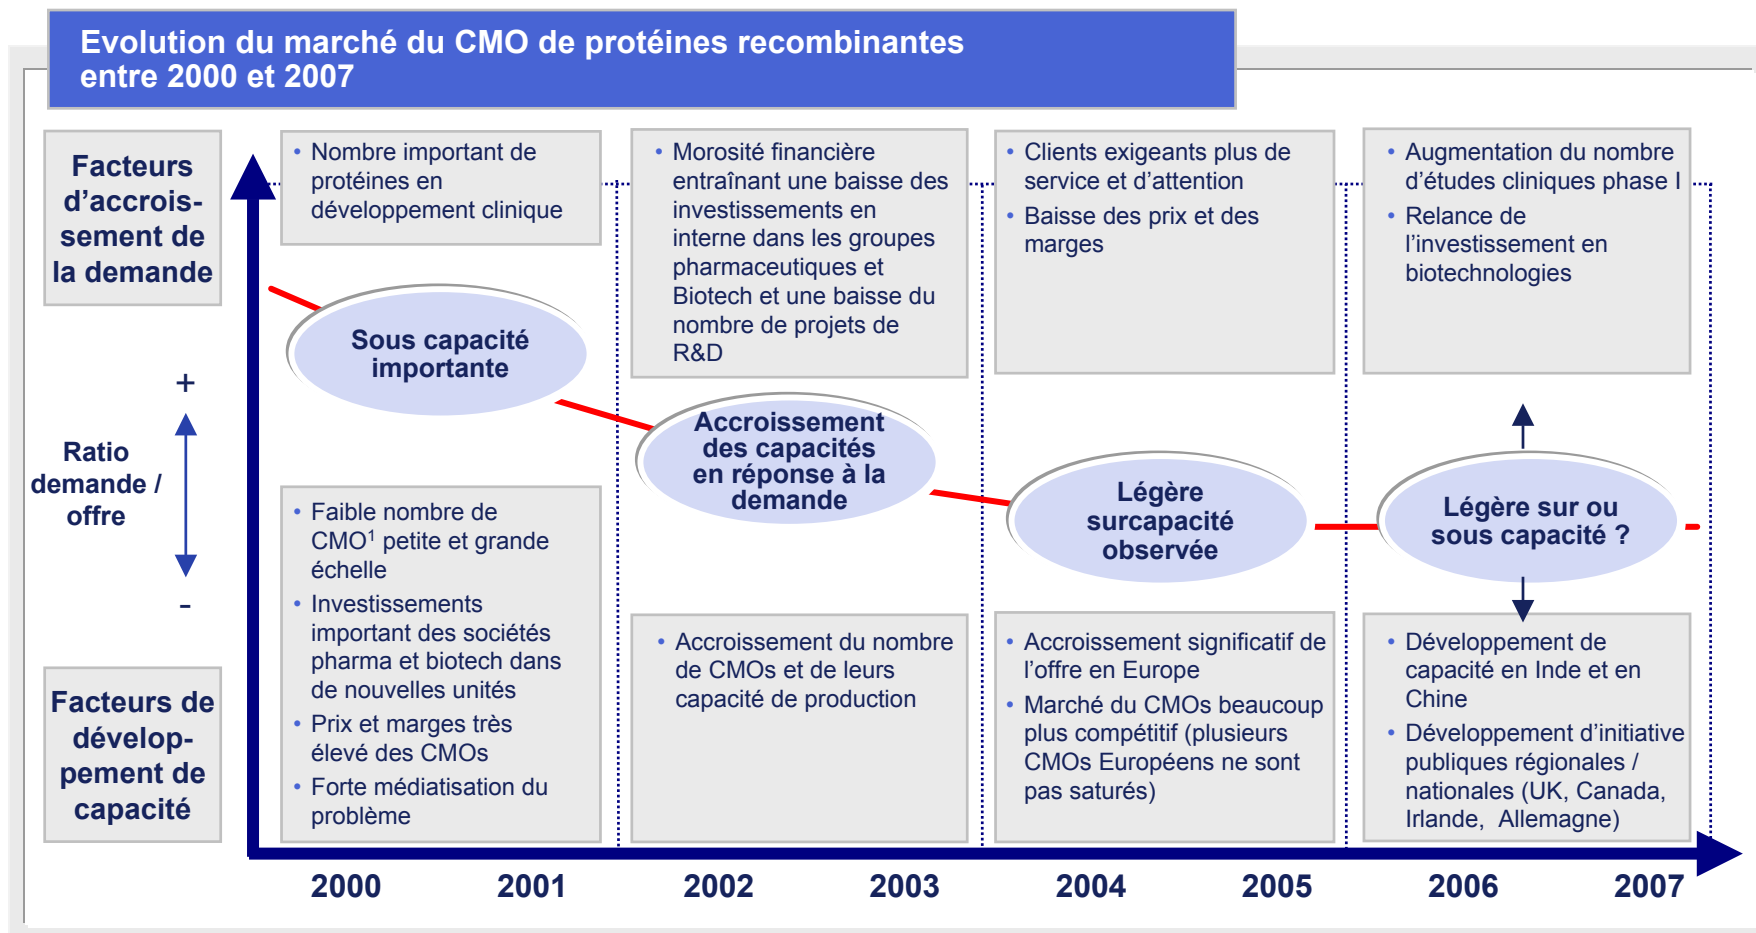 Evolution du marché du CMO de protéines recombinantes
entre 2000 et 2007
Facteurs
d'accrois-
sement de
la demande
• Nombre important de
protéines en
développement clinique
• Morosité financière
entraînant une baisse des
investissements en
interne dans les groupes
pharmaceutiques et
Biotech et une baisse du
nombre de projets de
R&D
• Clients exigeants plus de
service et d'attention
• Baisse des prix et des
marges
• Augmentation du nombre
d'études cliniques phase I
• Relance de
l'investissement en
biotechnologies
Sous capacité
importante
Accroissement
des capacités
en réponse à la
demande
Légère
surcapacité
observée
Légère sur ou
sous capacité ?
+
Ratio
demande /
offre
-
Facteurs de
dévelop-
pement de
capacité
• Faible nombre de
CMO¹ petite et grande
échelle
• Investissements
important des sociétés
pharma et biotech dans
de nouvelles unités
• Prix et marges très
élevé des CMOs
• Forte médiatisation du
problème
• Accroissement du nombre
de CMOs et de leurs
capacité de production
• Accroissement significatif de
l'offre en Europe
• Marché du CMOs beaucoup
plus compétitif (plusieurs
CMOs Européens ne sont
pas saturés)
• Développement de
capacité en Inde et en
Chine
• Développement d'initiative
publiques régionales /
nationales (UK, Canada,
Irlande, Allemagne)
2000 2001 2002 2003 2004 2005 2006 2007